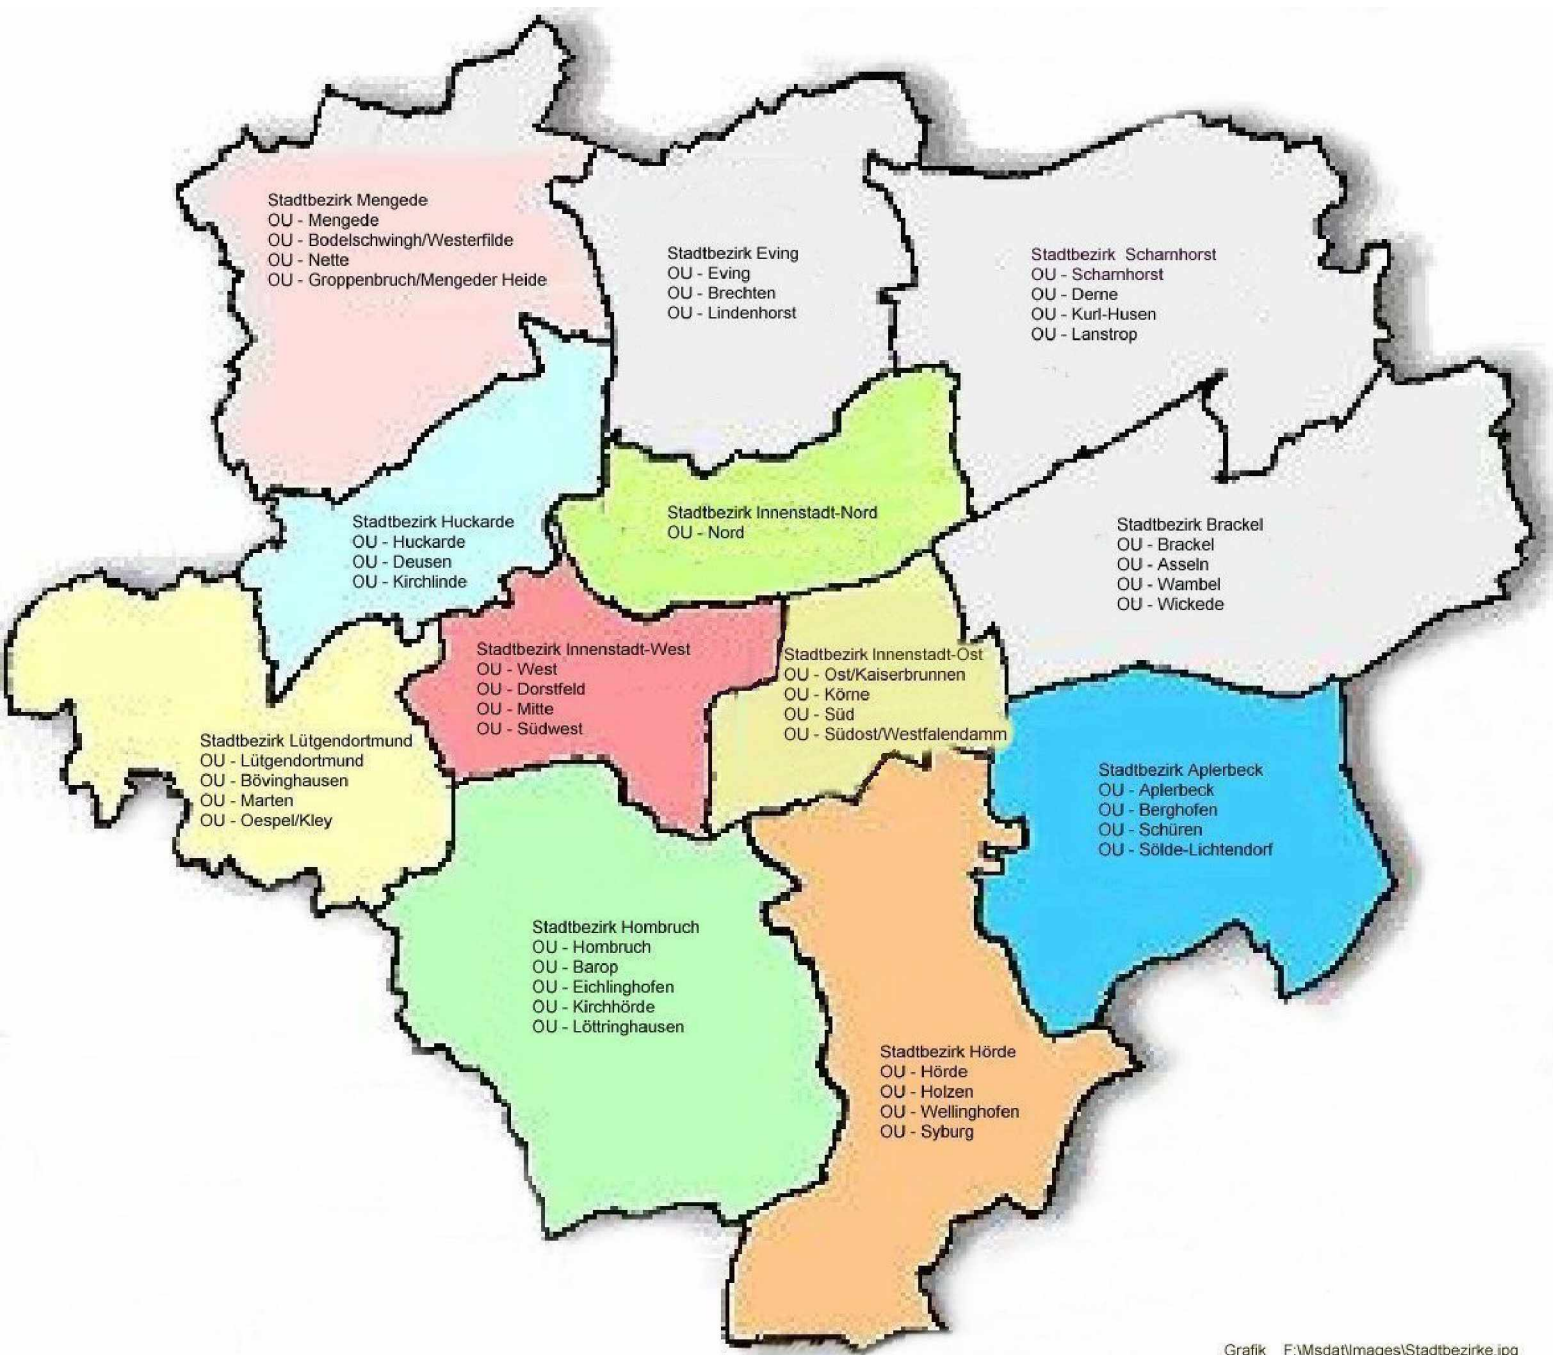 Stadtbezirk Mengede
OU - Mengede
OU - Bodelschwingh/Westerfilde
OU - Nette
OU - Groppenbruch/Mengeder Heide
Stadtbezirk Eving
OU - Eving
OU - Brechten
OU - Lindenhorst
Stadtbezirk Scharnhorst
OU - Scharnhorst
OU - Derne
OU - Kurl-Husen
OU - Lanstrop
Stadtbezirk Huckarde
OU - Huckarde
OU - Deusen
OU - Kirchlinde
Stadtbezirk Innenstadt-Nord
OU - Nord
Stadtbezirk Brackel
OU - Brackel
OU - Asseln
OU - Wambel
OU - Wickede
Stadtbezirk Innenstadt-West
OU - West
OU - Dorstfeld
OU - Mitte
OU - Südwest
Stadtbezirk Innenstadt-Ost
OU - Ost/Kaiserbrunnen
OU - Körne
OU - Süd
OU - Südost/Westfalendamm
Stadtbezirk Lütgendortmund
OU - Lütgendortmund
OU - Bövinghausen
OU - Marten
OU - Oespel/Kley
Stadtbezirk Aplerbeck
OU - Aplerbeck
OU - Berghofen
OU - Schüren
OU - Sölde-Lichtendorf
Stadtbezirk Hombruch
OU - Hombruch
OU - Barop
OU - Eichlinghofen
OU - Kirchhörde
OU - Löttringhausen
Stadtbezirk Hörde
OU - Hörde
OU - Holzen
OU - Wellinghofen
OU - Syburg
Grafik F:\Msdat\Images\Stadtbezirke.jpg